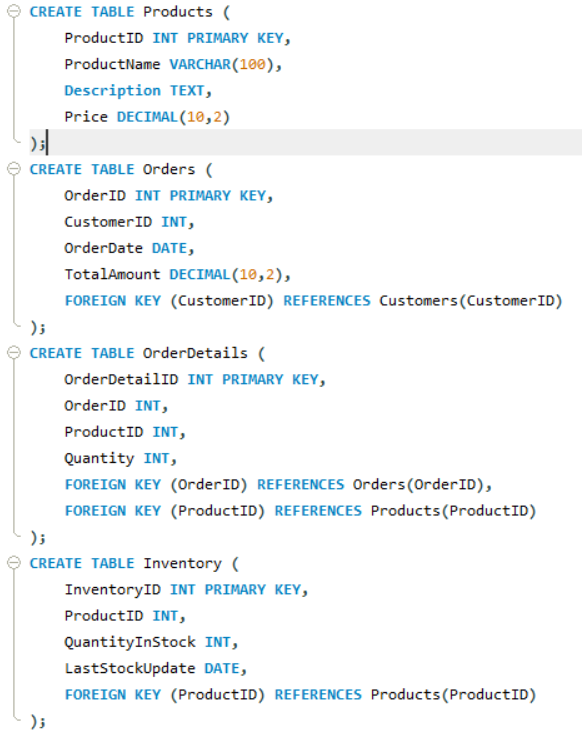 CREATE TABLE Products (
ProductID INT PRIMARY KEY,
ProductName VARCHAR(100),
Description TEXT,
Price DECIMAL(10,2)
);
CREATE TABLE Orders (
OrderID INT PRIMARY KEY,
CustomerID INT,
OrderDate DATE,
TotalAmount DECIMAL(10,2),
FOREIGN KEY (CustomerID) REFERENCES Customers(CustomerID)
);
CREATE TABLE OrderDetails (
OrderDetailID INT PRIMARY KEY,
OrderID INT,
ProductID INT,
Quantity INT,
FOREIGN KEY (OrderID) REFERENCES Orders(OrderID),
FOREIGN KEY (ProductID) REFERENCES Products(ProductID)
);
CREATE TABLE Inventory (
InventoryID INT PRIMARY KEY,
ProductID INT,
QuantityInStock INT,
LastStockUpdate DATE,
FOREIGN KEY (ProductID) REFERENCES Products(ProductID)
);